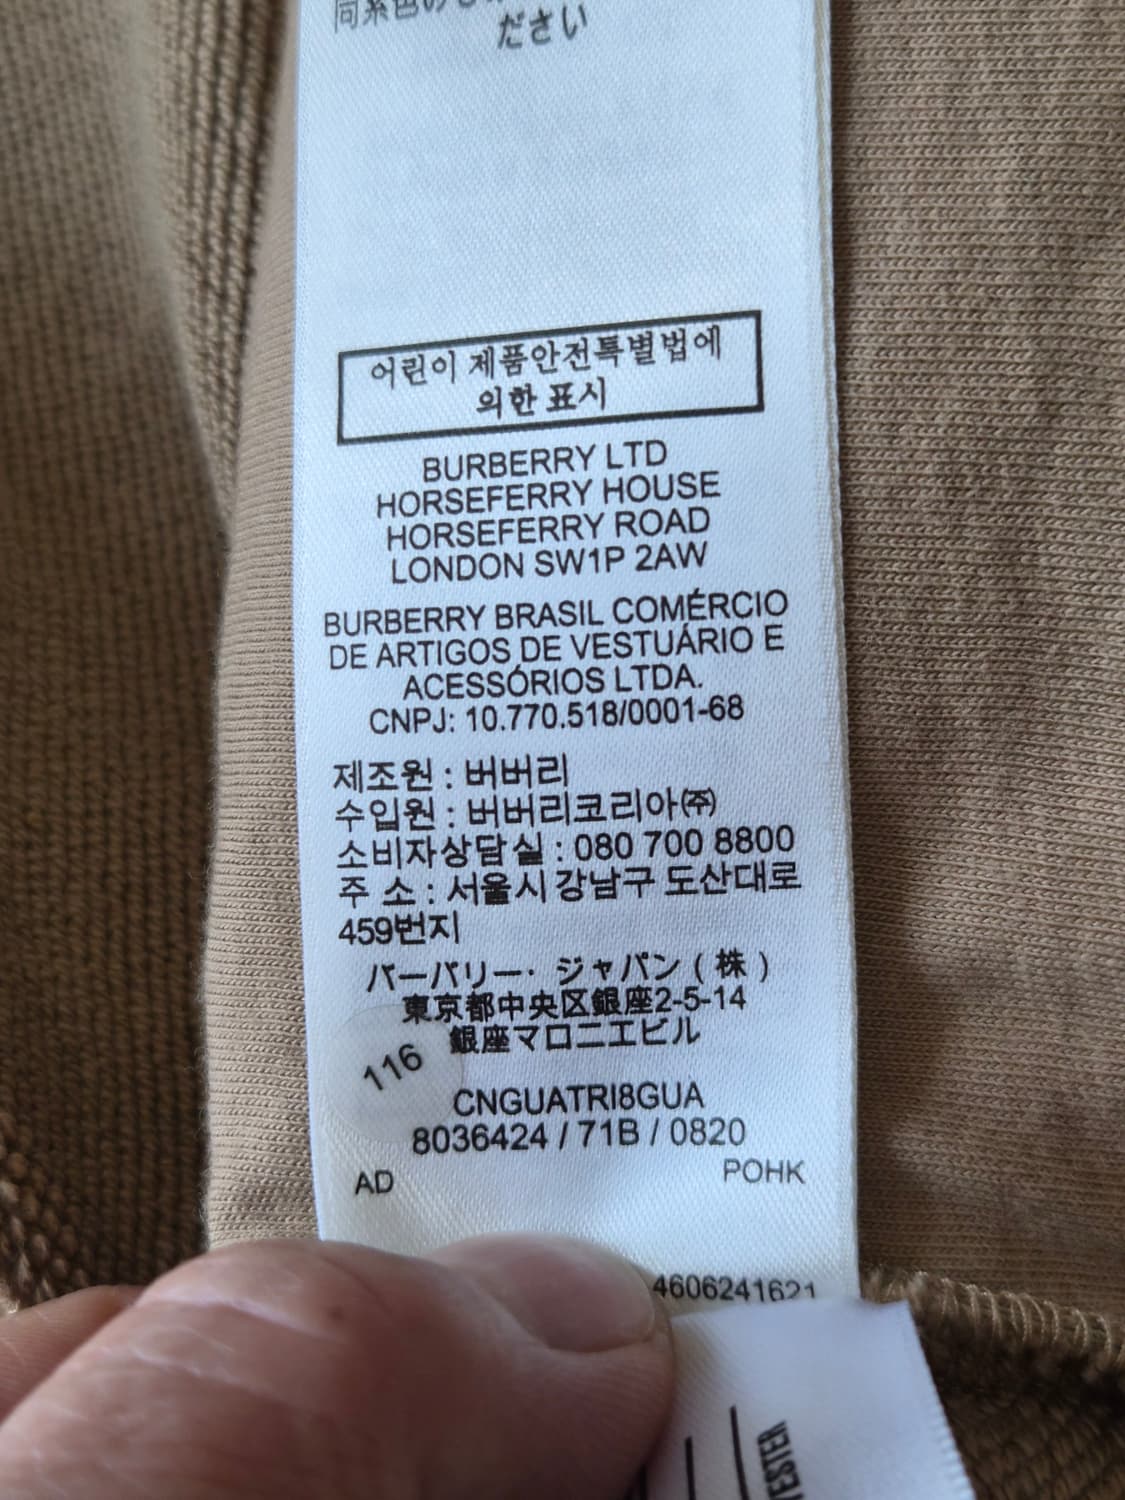 ださい
어린이 제품안전특별법에
의한 표시
BURBERRY LTD
HORSEFERRY HOUSE
HORSEFERRY ROAD
LONDON SW1P 2AW
BURBERRY BRASIL COMÉRCIO
DE ARTIGOS DE VESTUÁRIO E
ACESSÓRIOS LTDA.
CNPJ: 10.770.518/0001-68
제조원 : 버버리
수입원 : 버버리코리아㈜
소비자상담실 : 080 700 8800
주 소 : 서울시 강남구 도산대로
459번지
バーバリー・ジャパン ( 株 )
東京都中央区銀座2-5-14
銀座マロニエビル
116
CNGUATRI8GUA
8036424 / 71B / 0820
AD POHK
4606241621